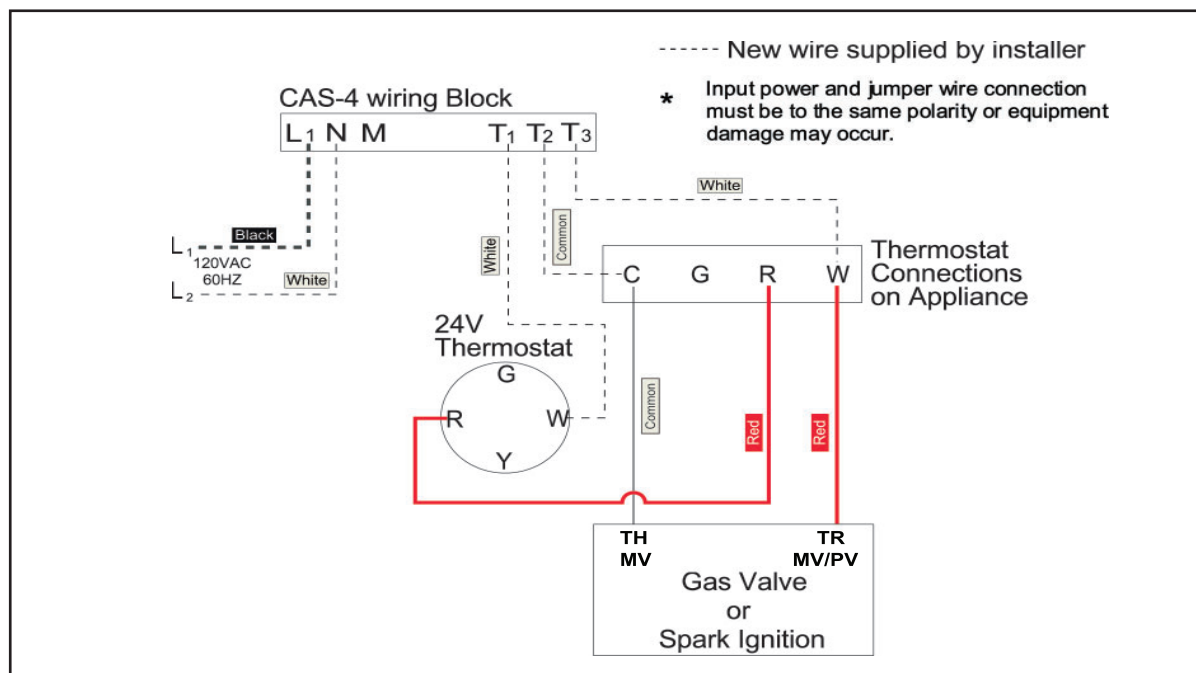 ------ New wire supplied by installer
* Input power and jumper wire connection
must be to the same polarity or equipment
damage may occur.
CAS-4 wiring Block
L1 N M T1 T2 T3
White
Black
L1
120VAC
60HZ
White
L2
White
Common
Thermostat
Connections
on Appliance
C G R W
24V
Thermostat
G
R W
Y
Common
Red
Red
TH TR
MV MV/PV
Gas Valve
or
Spark Ignition